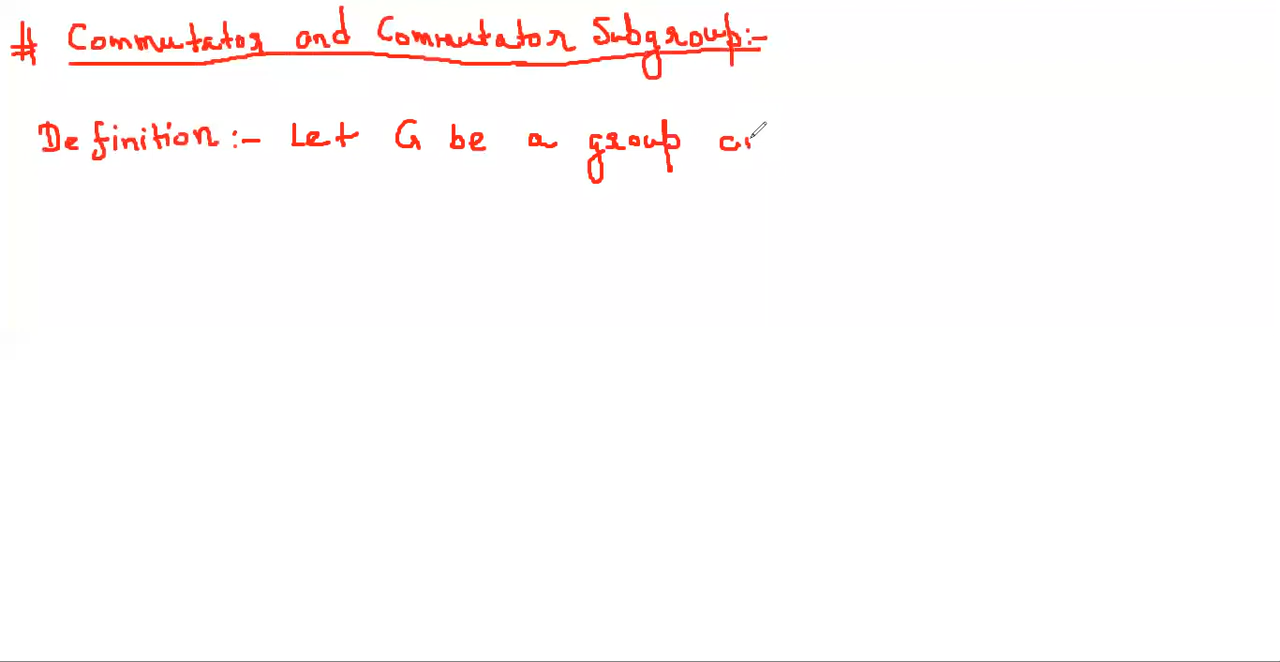 # Commutator and Commutator Subgroup:-
Definition:- Let G be a group